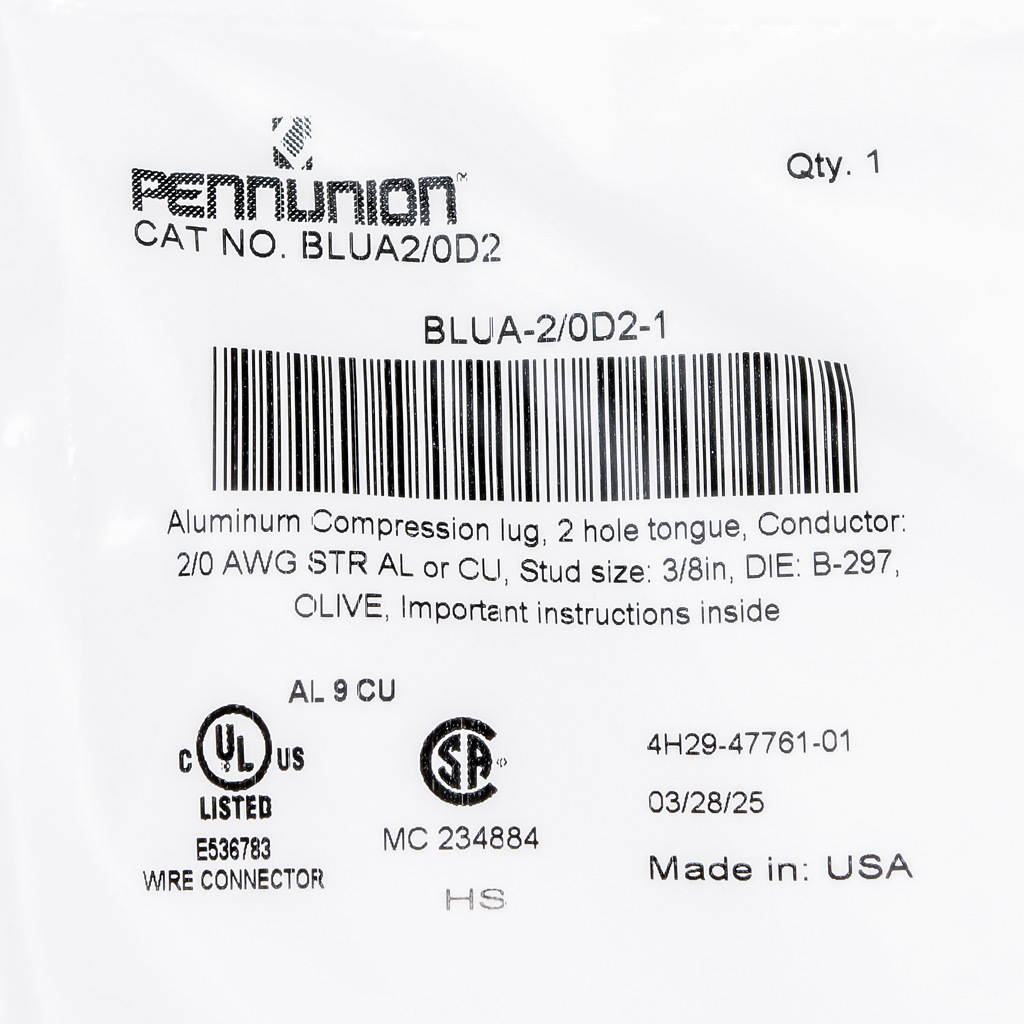 PENNUNION™
Qty. 1
CAT NO. BLUA2/0D2
BLUA-2/0D2-1
Aluminum Compression lug, 2 hole tongue, Conductor:
2/0 AWG STR AL or CU, Stud size: 3/8in, DIE: B-297,
OLIVE, Important instructions inside
AL 9 CU
C UL US
LISTED
E536783
WIRE CONNECTOR
SA
MC 234884
HS
4H29-47761-01
03/28/25
Made in: USA